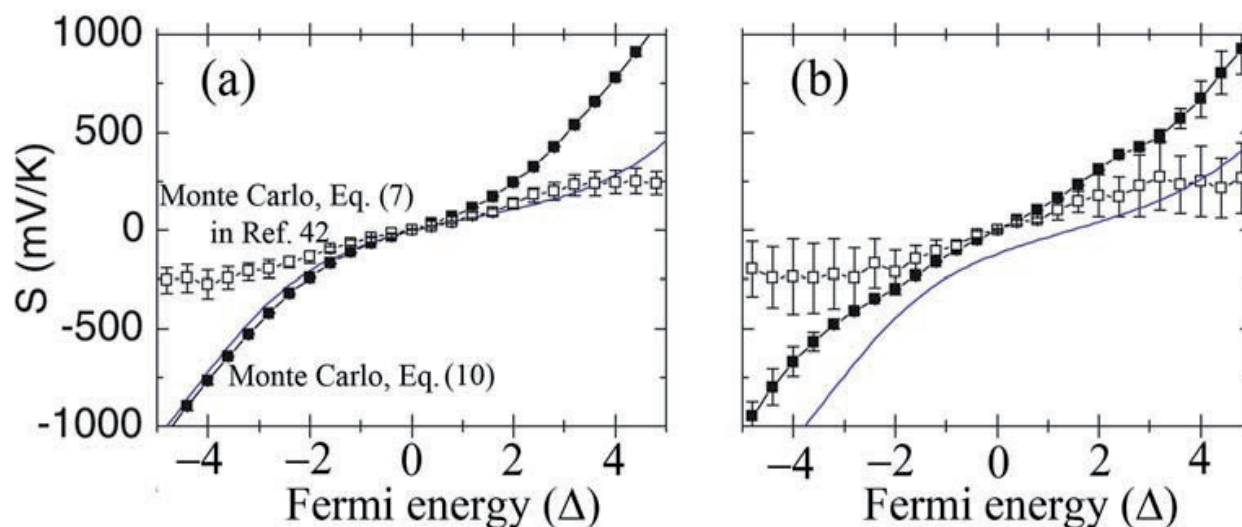 1000
(a)
(b)
500
Monte Carlo, Eq. (7)
in Ref. 42
0
-500
Monte Carlo, Eq. (10)
-1000
S (mV/K)
−4 −2 0 2 4
−4 −2 0 2 4
Fermi energy (Δ)
Fermi energy (Δ)